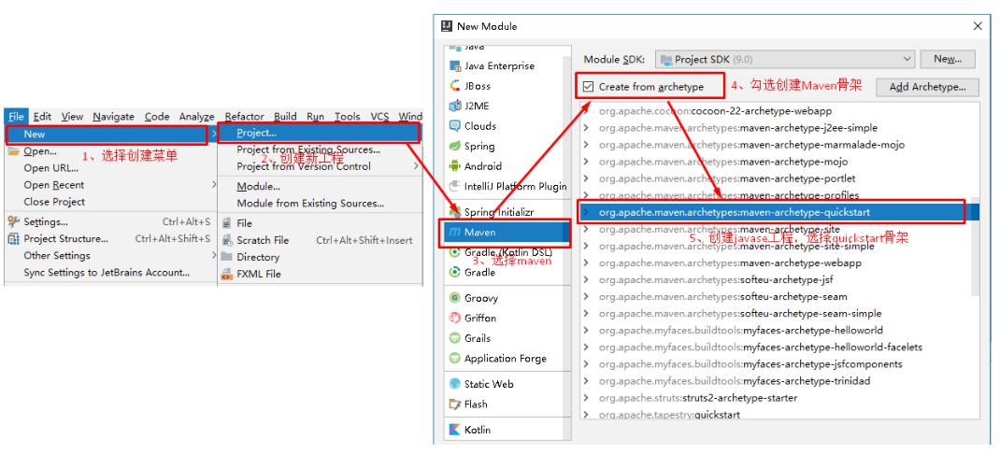 File Edit View Navigate Code Analyze Refactor Build Run Tools VCS Wind
New
Open...
1、选择创建菜单
Open URL...
Open Recent
Close Project
Settings... Ctrl+Alt+S
Project Structure... Ctrl+Alt+Shift+S
Other Settings
Sync Settings to JetBrains Account...
Project...
Project from Existing Sources...
2、创建新工程
Project from Version Control
Module...
Module from Existing Sources...
File
Scratch File Ctrl+Alt+Shift+Insert
Directory
FXML File
New Module
Java
Java Enterprise
JBoss
J2ME
Clouds
Spring
Android
IntelliJ Platform Plugin
Spring Initializr
Maven
Gradle (Kotlin DSL)
3、选择maven
Gradle
Groovy
Griffon
Grails
Application Forge
Static Web
Flash
Kotlin
Module SDK: Project SDK (9.0) New...
Create from archetype 4、勾选创建Maven骨架 Add Archetype...
org.apache.cocoon:cocoon-22-archetype-webapp
org.apache.maven.archetypes:maven-archetype-j2ee-simple
org.apache.maven.archetypes:maven-archetype-marmalade-mojo
org.apache.maven.archetypes:maven-archetype-mojo
org.apache.maven.archetypes:maven-archetype-portlet
org.apache.maven.archetypes:maven-archetype-profiles
org.apache.maven.archetypes:maven-archetype-quickstart
org.apache.maven.archetypes:maven-archetype-site
5、创建javase工程，选择quickstart骨架
org.apache.maven.archetypes:maven-archetype-site-simple
org.apache.maven.archetypes:maven-archetype-webapp
org.apache.maven.archetypes:softeu-archetype-jsf
org.apache.maven.archetypes:softeu-archetype-seam
org.apache.maven.archetypes:softeu-archetype-seam-simple
org.apache.myfaces.buildtools:myfaces-archetype-helloworld
org.apache.myfaces.buildtools:myfaces-archetype-helloworld-facelets
org.apache.myfaces.buildtools:myfaces-archetype-jsfcomponents
org.apache.myfaces.buildtools:myfaces-archetype-trinidad
org.apache.struts:struts2-archetype-starter
org.apache.tapestry:quickstart